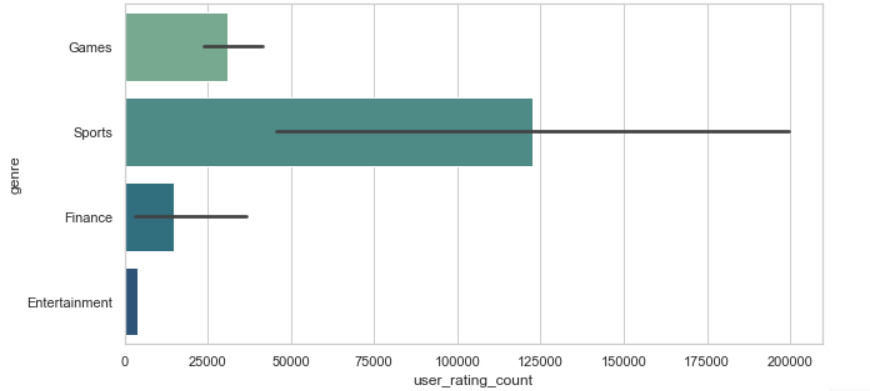 Games
Sports
Finance
Entertainment
genre
0 25000 50000 75000 100000 125000 150000 175000 200000
user_rating_count